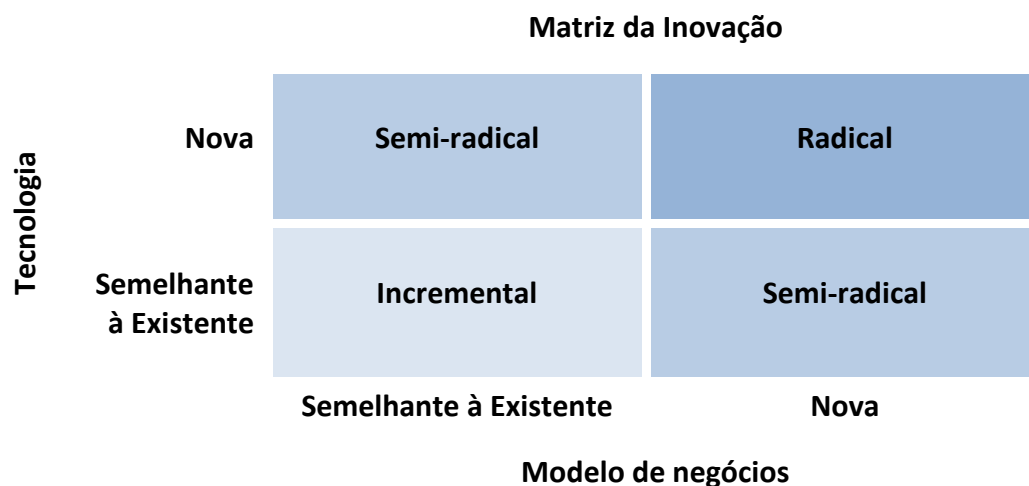 Matriz da Inovação
Tecnologia
Nova
Semi-radical
Radical
Semelhante
à Existente
Incremental
Semi-radical
Semelhante à Existente
Nova
Modelo de negócios